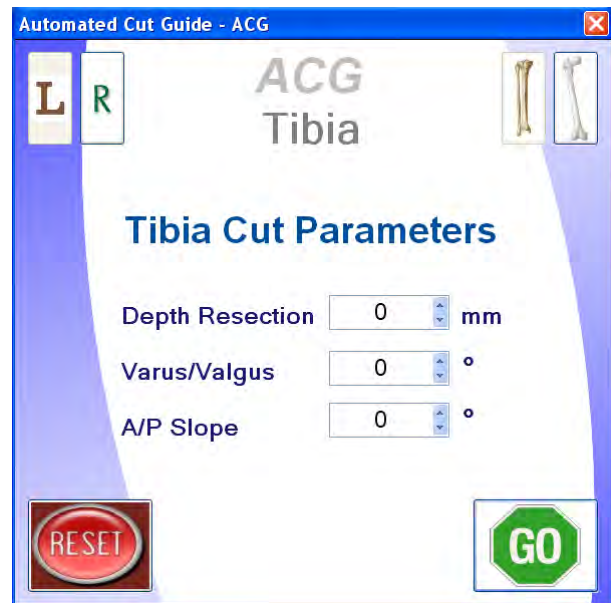 Automated Cut Guide - ACG
L R
ACG
Tibia
Tibia Cut Parameters
Depth Resection 0 mm
Varus/Valgus 0 °
A/P Slope 0 °
RESET
GO